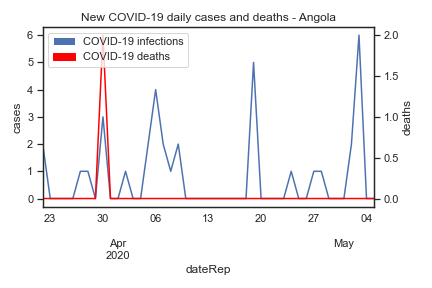 New COVID-19 daily cases and deaths - Angola
COVID-19 infections
COVID-19 deaths
cases
6
5
4
3
2
1
0
2.0
1.5
1.0
0.5
0.0
deaths
23 30 06 13 20 27 04
Apr May
2020
dateRep